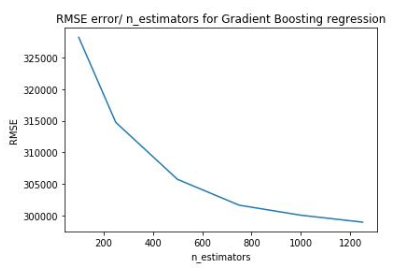 RMSE error/ n_estimators for Gradient Boosting regression
325000
320000
315000
310000
305000
300000
RMSE
200 400 600 800 1000 1200
n_estimators